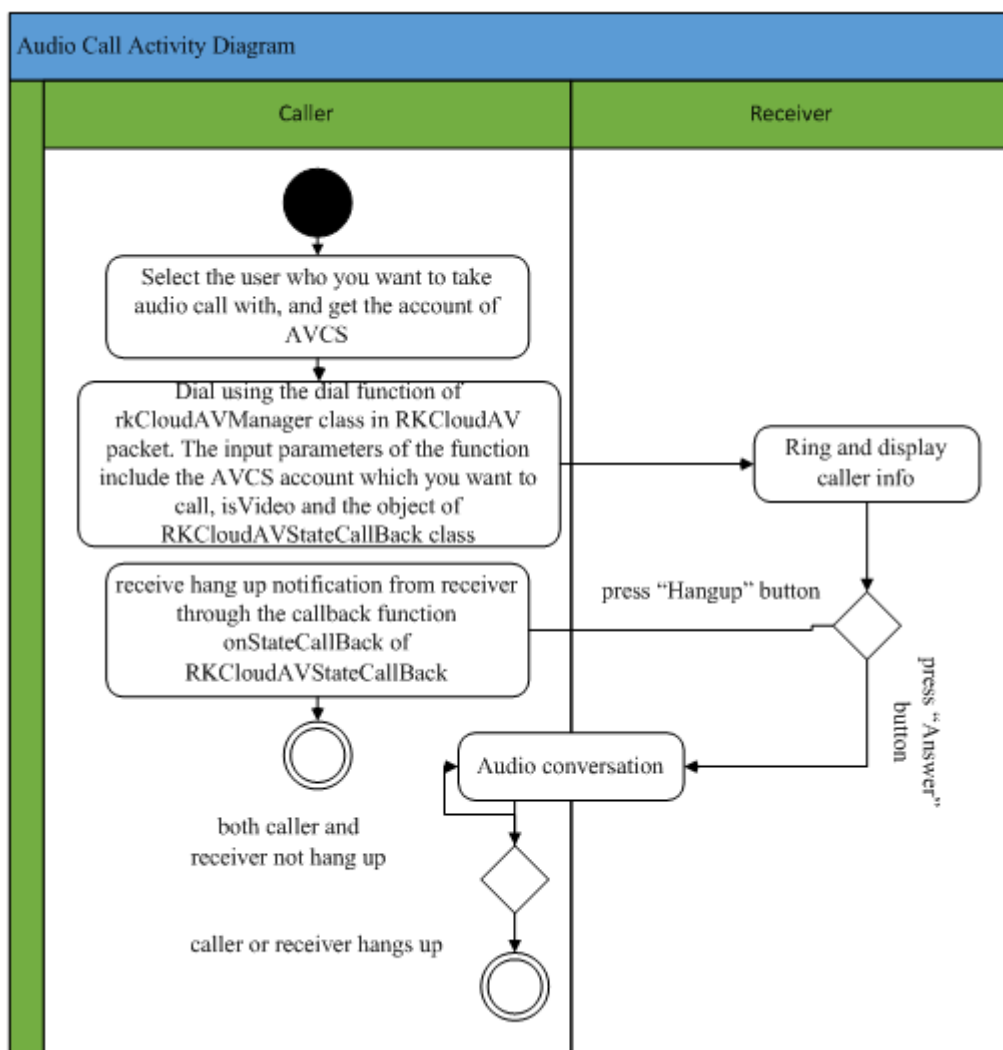 Audio Call Activity Diagram
Caller
Receiver
Select the user who you want to take
audio call with, and get the account of
AVCS
Dial using the dial function of
rkCloudAVManager class in RKCloudAV
packet. The input parameters of the function
include the AVCS account which you want to
call, isVideo and the object of
RKCloudAVStateCallBack class
Ring and display
caller info
press “Hangup” button
receive hang up notification from receiver
through the callback function
onStateCallBack of
RKCloudAVStateCallBack
press “Answer”
button
Audio conversation
both caller and
receiver not hang up
caller or receiver hangs up